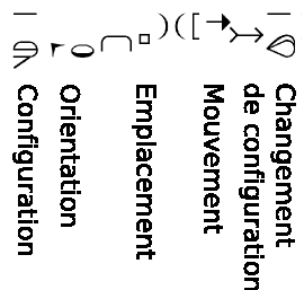 Configuration
Orientation
Emplacement
Mouvement
Changement
de configuration